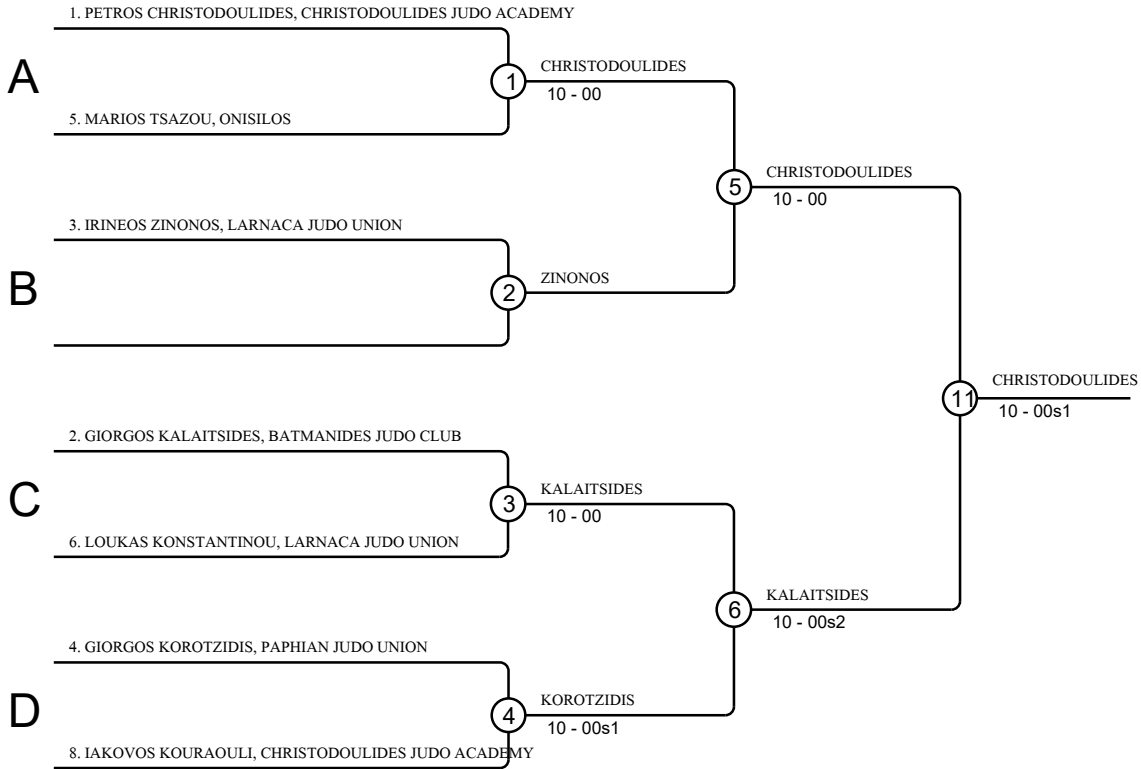 1. PETROS CHRISTODOULIDES, CHRISTODOULIDES JUDO ACADEMY
A
1
CHRISTODOULIDES
10 - 00
5. MARIOS TSAZOU, ONISILOS
5
CHRISTODOULIDES
10 - 00
3. IRINEOS ZINONOS, LARNACA JUDO UNION
B
2
ZINONOS
11
CHRISTODOULIDES
10 - 00s1
2. GIORGOS KALAITSIDES, BATMANIDES JUDO CLUB
C
3
KALAITSIDES
10 - 00
6. LOUKAS KONSTANTINOU, LARNACA JUDO UNION
6
KALAITSIDES
10 - 00s2
4. GIORGOS KOROTZIDIS, PAPHIAN JUDO UNION
D
4
KOROTZIDIS
10 - 00s1
8. IAKOVOS KOURAOULI, CHRISTODOULIDES JUDO ACADEMY